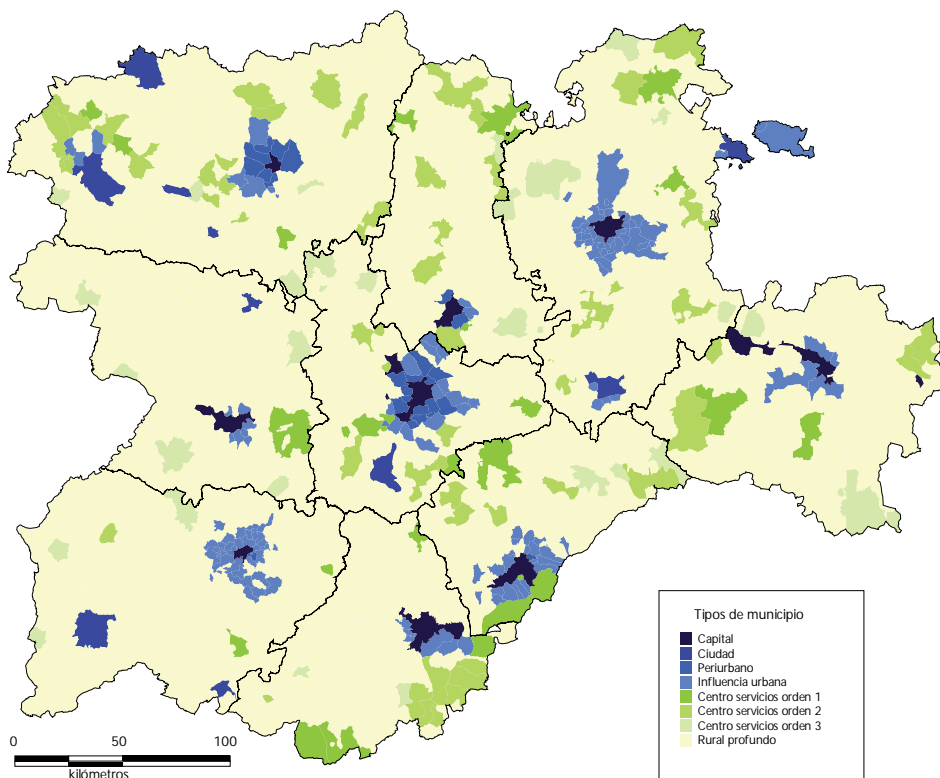 Tipos de municipio
Capital
Ciudad
Periurbano
Influencia urbana
Centro servicios orden 1
Centro servicios orden 2
Centro servicios orden 3
Rural profundo
0 50 100
kilómetros